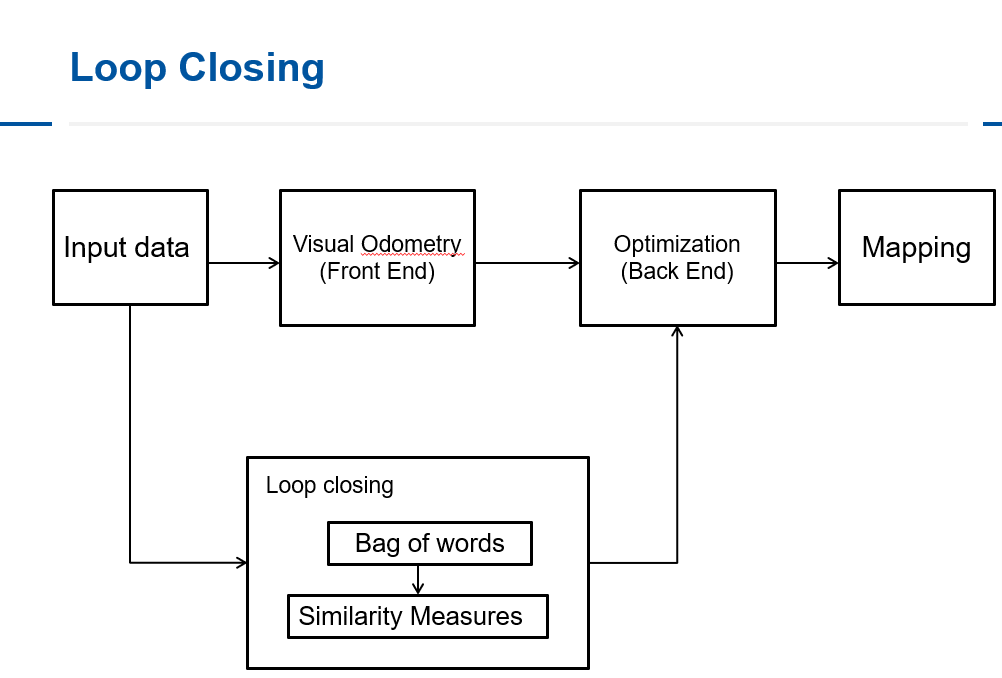 Loop Closing
Input data
Visual Odometry
(Front End)
Optimization
(Back End)
Mapping
Loop closing
Bag of words
Similarity Measures